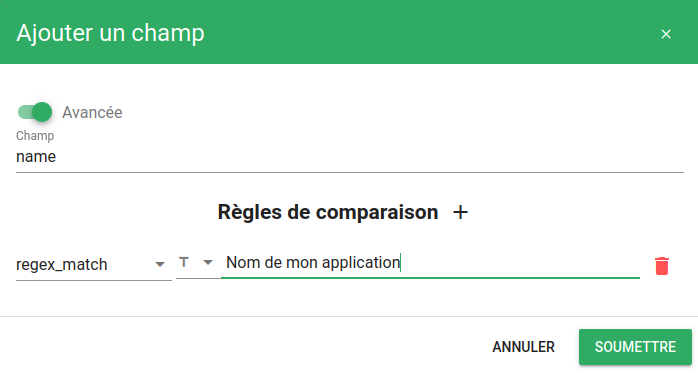 Ajouter un champ
Avancée
Champ
name
Règles de comparaison
regex_match T Nom de mon application
ANNULER SOUMETTRE